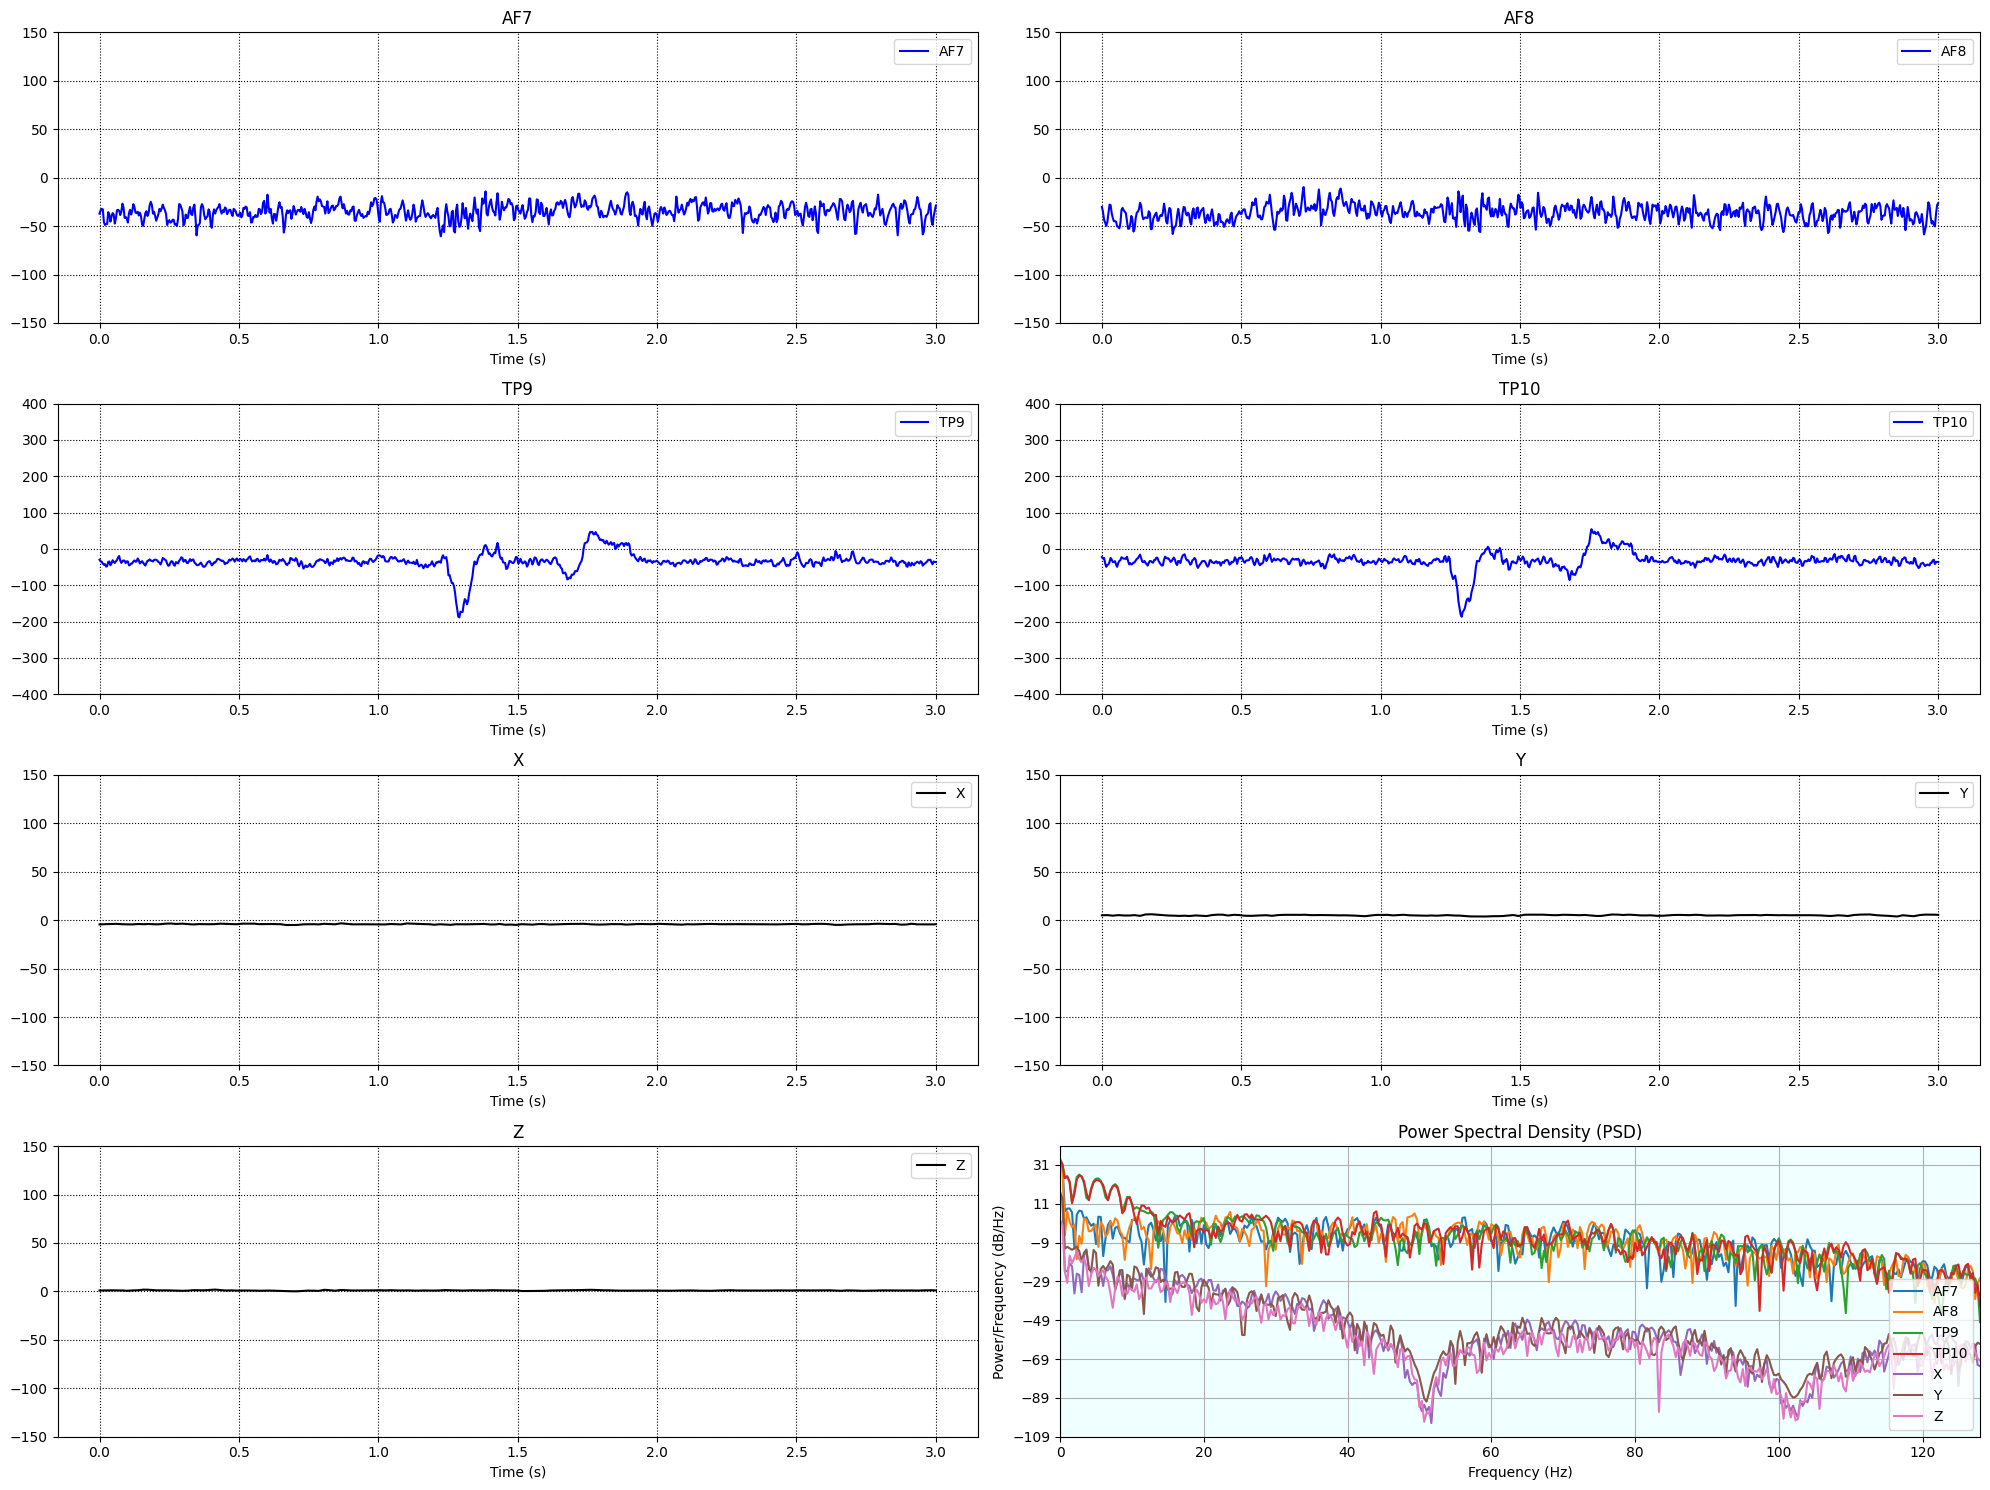 AF7
150
100
50
0
−50
−100
−150
0.0 0.5 1.0 1.5 2.0 2.5 3.0
Time (s)
AF7
AF8
150
100
50
0
−50
−100
−150
0.0 0.5 1.0 1.5 2.0 2.5 3.0
Time (s)
AF8
TP9
400
300
200
100
0
−100
−200
−300
−400
0.0 0.5 1.0 1.5 2.0 2.5 3.0
Time (s)
TP9
TP10
400
300
200
100
0
−100
−200
−300
−400
0.0 0.5 1.0 1.5 2.0 2.5 3.0
Time (s)
TP10
X
150
100
50
0
−50
−100
−150
0.0 0.5 1.0 1.5 2.0 2.5 3.0
Time (s)
X
Y
150
100
50
0
−50
−100
−150
0.0 0.5 1.0 1.5 2.0 2.5 3.0
Time (s)
Y
Z
150
100
50
0
−50
−100
−150
0.0 0.5 1.0 1.5 2.0 2.5 3.0
Time (s)
Z
Power Spectral Density (PSD)
Power/Frequency (dB/Hz)
31
11
−9
−29
−49
−69
−89
−109
0 20 40 60 80 100 120
Frequency (Hz)
AF7
AF8
TP9
TP10
X
Y
Z